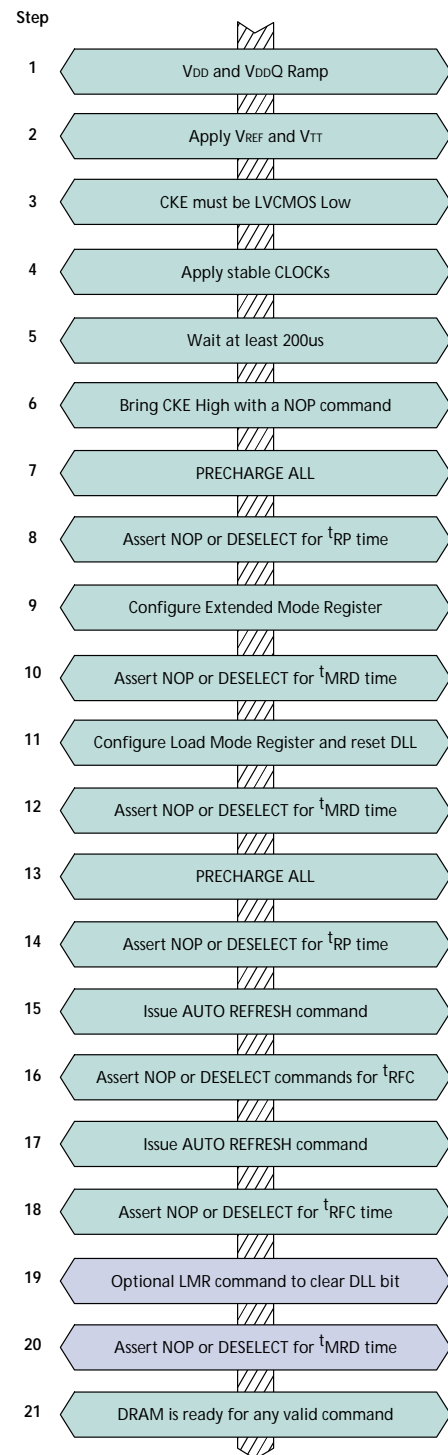 Step
1 VDD and VDDQ Ramp
2 Apply VREF and VTT
3 CKE must be LVCMOS Low
4 Apply stable CLOCKs
5 Wait at least 200us
6 Bring CKE High with a NOP command
7 PRECHARGE ALL
8 Assert NOP or DESELECT for tRP time
9 Configure Extended Mode Register
10 Assert NOP or DESELECT for tMRD time
11 Configure Load Mode Register and reset DLL
12 Assert NOP or DESELECT for tMRD time
13 PRECHARGE ALL
14 Assert NOP or DESELECT for tRP time
15 Issue AUTO REFRESH command
16 Assert NOP or DESELECT commands for tRFC
17 Issue AUTO REFRESH command
18 Assert NOP or DESELECT for tRFC time
19 Optional LMR command to clear DLL bit
20 Assert NOP or DESELECT for tMRD time
21 DRAM is ready for any valid command